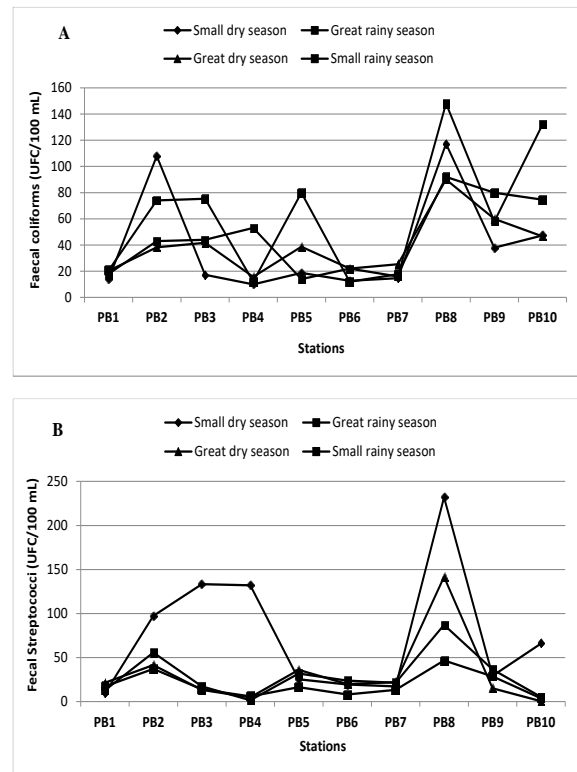 A
Small dry season Great rainy season
Great dry season Small rainy season
Faecal coliforms (UFC/100 mL)
160
140
120
100
80
60
40
20
0
PB1 PB2 PB3 PB4 PB5 PB6 PB7 PB8 PB9 PB10
Stations
B
Small dry season Great rainy season
Great dry season Small rainy season
Fecal Streptococci (UFC/100 mL)
250
200
150
100
50
0
PB1 PB2 PB3 PB4 PB5 PB6 PB7 PB8 PB9 PB10
Stations